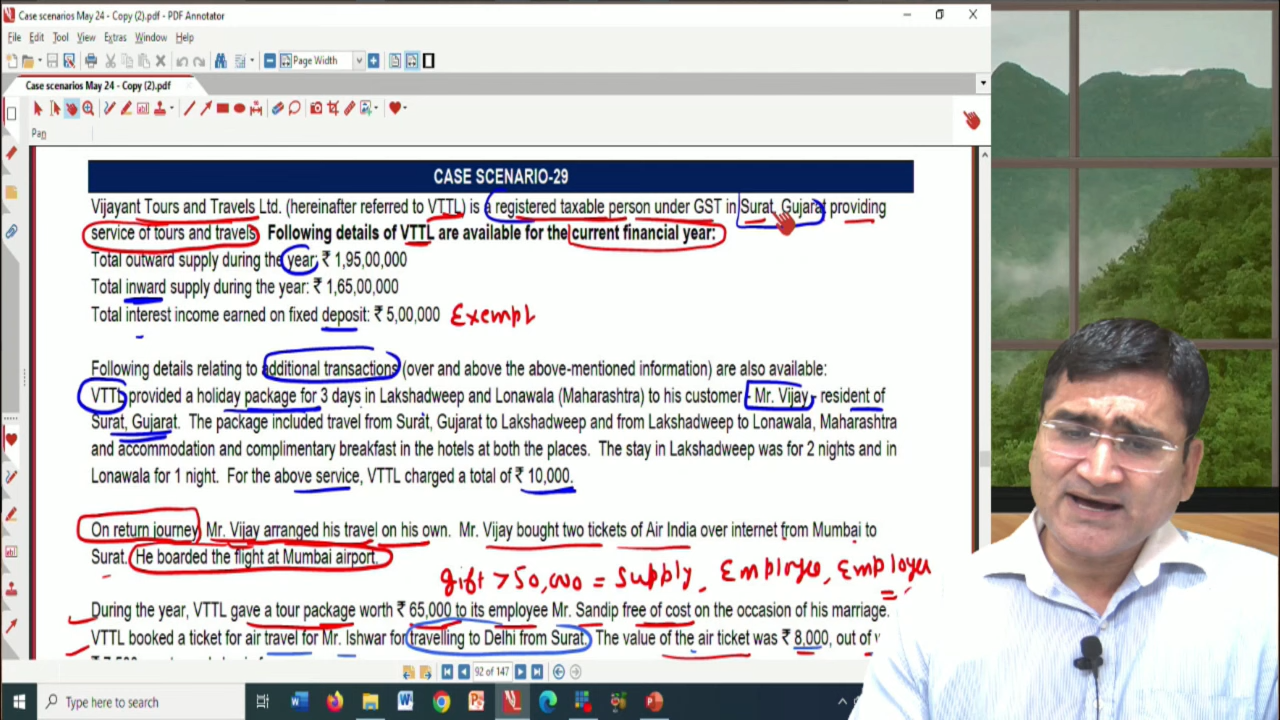 Case scenarios May 24 - Copy (2).pdf - PDF Annotator
File Edit Tool View Extras Window Help
Page Width
Case scenarios May 24 - Copy (2).pdf
Pan
CASE SCENARIO-29
Vijayant Tours and Travels Ltd. (hereinafter referred to VTTL) is a registered taxable person under GST in Surat, Gujarat providing
service of tours and travels. Following details of VTTL are available for the current financial year:
Total outward supply during the year: ₹ 1,95,00,000
Total inward supply during the year: ₹ 1,65,00,000
Total interest income earned on fixed deposit: ₹ 5,00,000 Exempt
Following details relating to additional transactions (over and above the above-mentioned information) are also available:
VTTL provided a holiday package for 3 days in Lakshadweep and Lonawala (Maharashtra) to his customer - Mr. Vijay - resident of
Surat, Gujarat. The package included travel from Surat, Gujarat to Lakshadweep and from Lakshadweep to Lonawala, Maharashtra
and accommodation and complimentary breakfast in the hotels at both the places. The stay in Lakshadweep was for 2 nights and in
Lonawala for 1 night. For the above service, VTTL charged a total of ₹ 10,000.
On return journey Mr. Vijay arranged his travel on his own. Mr. Vijay bought two tickets of Air India over internet from Mumbai to
Surat. He boarded the flight at Mumbai airport.
gift > 50,000 = Supply, Employee, Employer
During the year, VTTL gave a tour package worth ₹ 65,000 to its employee Mr. Sandip free of cost on the occasion of his marriage.
VTTL booked a ticket for air travel for Mr. Ishwar for travelling to Delhi from Surat. The value of the air ticket was ₹ 8,000, out of
92 of 147
Type here to search